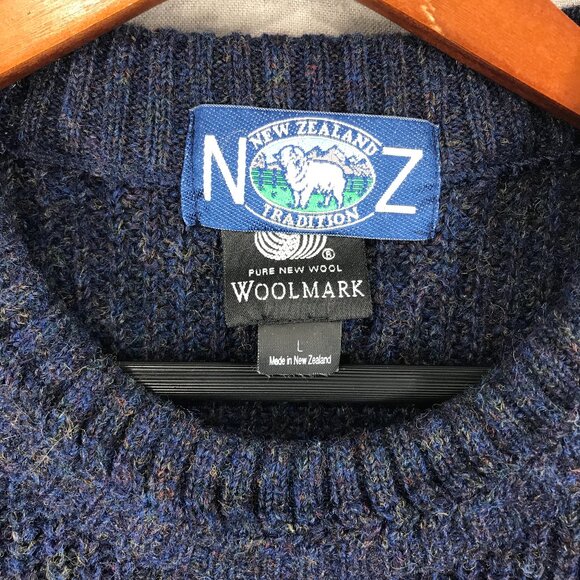 NEW ZEALAND
N Z
TRADITION
®
PURE NEW WOOL
WOOLMARK
L
Made in New Zealand